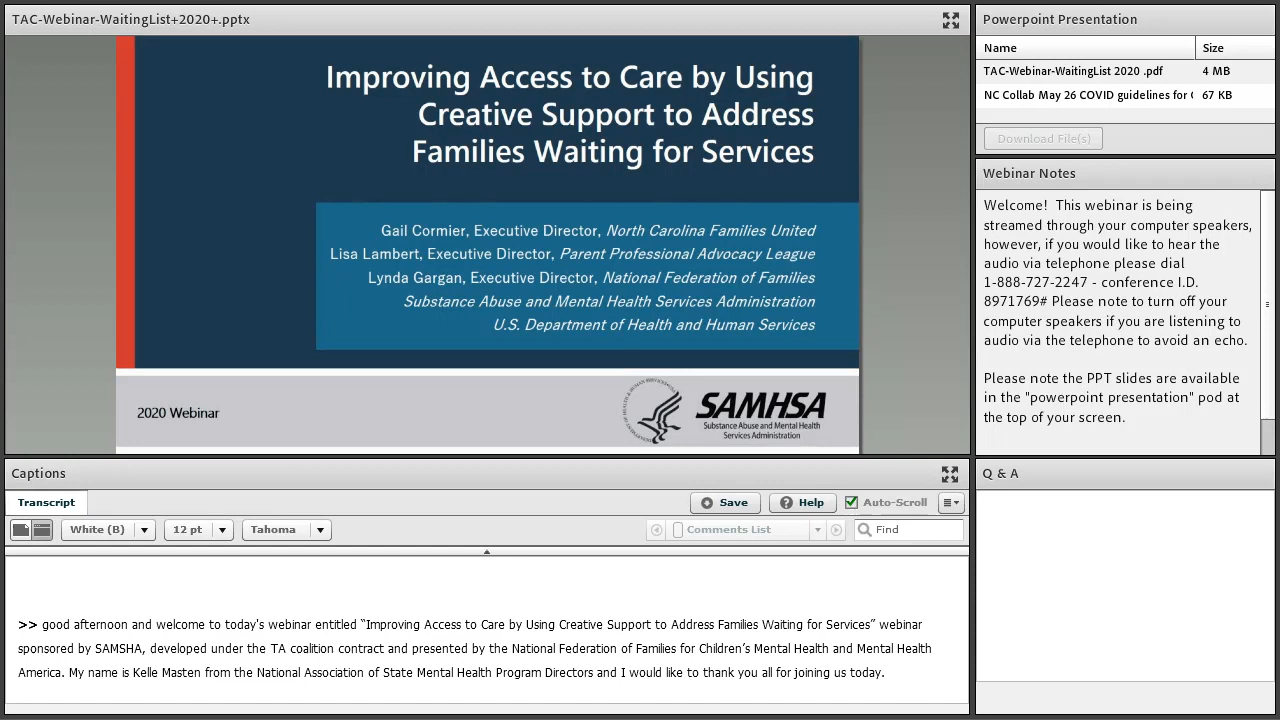 TAC-Webinar-WaitingList+2020+.pptx
Improving Access to Care by Using
Creative Support to Address
Families Waiting for Services
Gail Cormier, Executive Director, North Carolina Families United
Lisa Lambert, Executive Director, Parent Professional Advocacy League
Lynda Gargan, Executive Director, National Federation of Families
Substance Abuse and Mental Health Services Administration
U.S. Department of Health and Human Services
2020 Webinar
SAMHSA
Substance Abuse and Mental Health
Services Administration
Powerpoint Presentation
Name Size
TAC-Webinar-WaitingList 2020 .pdf 4 MB
NC Collab May 26 COVID guidelines for 67 KB
Download File(s)
Webinar Notes
Welcome! This webinar is being
streamed through your computer speakers,
however, if you would like to hear the
audio via telephone please dial
1-888-727-2247 - conference I.D.
8971769# Please note to turn off your
computer speakers if you are listening to
audio via the telephone to avoid an echo.
Please note the PPT slides are available
in the "powerpoint presentation" pod at
the top of your screen.
Captions
Transcript
Save Help Auto-Scroll
White (B) 12 pt Tahoma Comments List Find
>> good afternoon and welcome to today's webinar entitled “Improving Access to Care by Using Creative Support to Address Families Waiting for Services” webinar
sponsored by SAMSHA, developed under the TA coalition contract and presented by the National Federation of Families for Children’s Mental Health and Mental Health
America. My name is Kelle Masten from the National Association of State Mental Health Program Directors and I would like to thank you all for joining us today.
Q & A